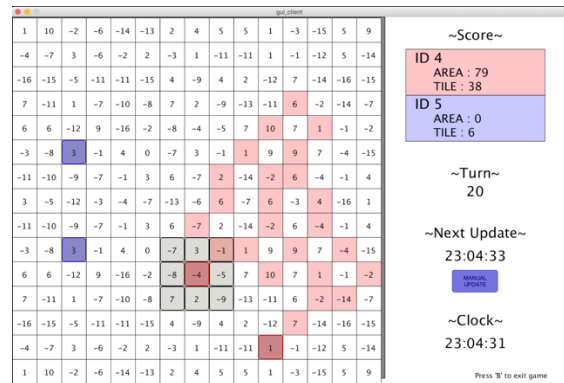 gui_client
1 10 -2 -6 -14 -13 2 4 5 5 1 -3 -15 5 9
-4 -7 3 -6 -2 2 -3 1 -11 -11 1 -1 -12 5 -14
-16 -15 -5 -11 -11 -15 4 -9 4 2 -12 7 -14 -16 -15
7 -11 1 -7 -10 -8 7 2 -9 -13 -11 6 -2 -14 -7
6 6 -12 9 -16 -2 -8 -4 -5 7 10 7 1 -1 -2
-3 -8 3 -1 4 0 -7 3 -1 1 9 9 7 -4 -15
-11 -10 -9 -7 -1 3 6 -7 2 -14 -2 6 -4 -1 4
3 -5 -12 -3 -4 -7 -13 -6 6 -7 6 -3 4 -16 1
-11 -10 -9 -7 -1 3 6 -7 2 -14 -2 6 -4 -1 4
-3 -8 3 -1 4 0 -7 3 -1 1 9 9 7 -4 -15
6 6 -12 9 -16 -2 -8 -4 -5 7 10 7 1 -1 -2
7 -11 1 -7 -10 -8 7 2 -9 -13 -11 6 -2 -14 -7
-16 -15 -5 -11 -11 -15 4 -9 4 2 -12 7 -14 -16 -15
-4 -7 3 -6 -2 2 -3 1 -11 -11 1 -1 -12 5 -14
1 10 -2 -6 -14 -13 2 4 5 5 1 -3 -15 5 9
~Score~
ID 4
AREA : 79
TILE : 38
ID 5
AREA : 0
TILE : 6
~Turn~
20
~Next Update~
23:04:33
MANUAL
UPDATE
~Clock~
23:04:31
Press 'B' to exit game